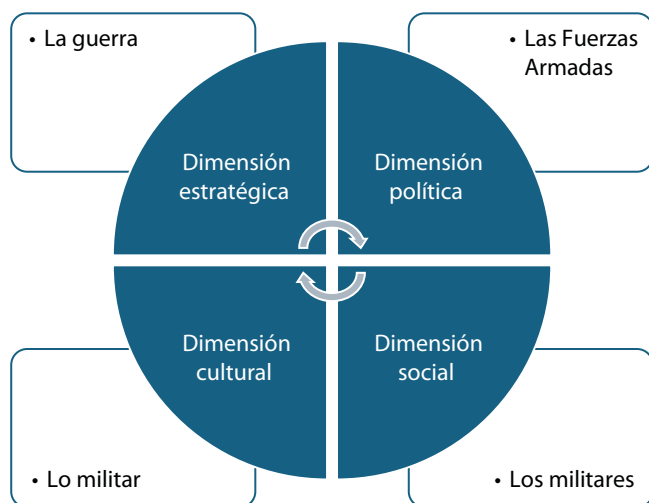 • La guerra
• Las Fuerzas
Armadas
Dimensión
estratégica
Dimensión
política
Dimensión
cultural
Dimensión
social
• Lo militar
• Los militares